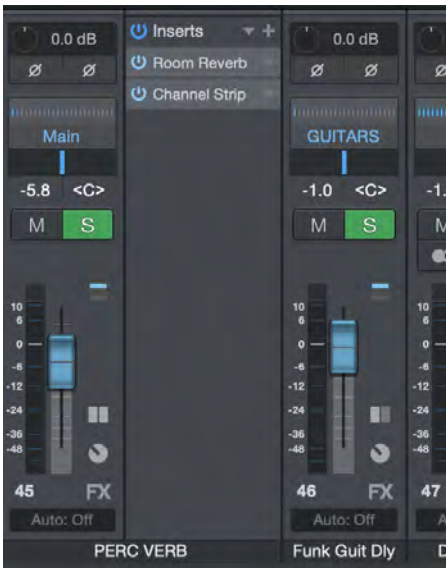 0.0 dB
Ø Ø
Main
-5.8 <C>
M S
10
6
0
-6
-12
-24
-36
-48
45 FX
Auto: Off
Inserts
Room Reverb
Channel Strip
PERC VERB
0.0 dB
Ø Ø
GUITARS
-1.0 <C>
M S
10
6
0
-6
-12
-24
-36
-48
46 FX
Auto: Off
Funk Guit Dly
-1.
M
10
6
0
-6
-12
-24
-36
-48
47
A
D